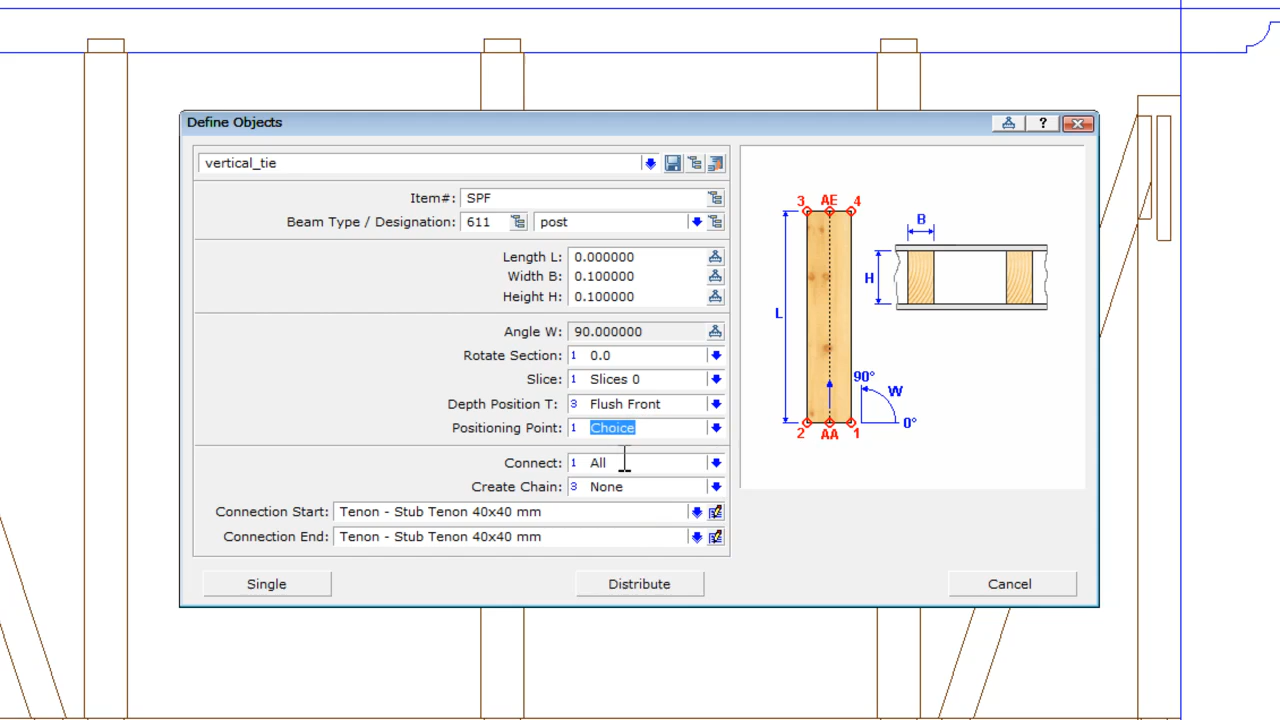 Define Objects
?
vertical_tie
Item#: SPF
Beam Type / Designation: 611 post
Length L: 0.000000
Width B: 0.100000
Height H: 0.100000
Angle W: 90.000000
Rotate Section: 1 0.0
Slice: 1 Slices 0
Depth Position T: 3 Flush Front
Positioning Point: 1 Choice
Connect: 1 All
Create Chain: 3 None
Connection Start: Tenon - Stub Tenon 40x40 mm
Connection End: Tenon - Stub Tenon 40x40 mm
Single Distribute Cancel
3 AE 4
B
H
L
90°
W
0°
2 AA 1